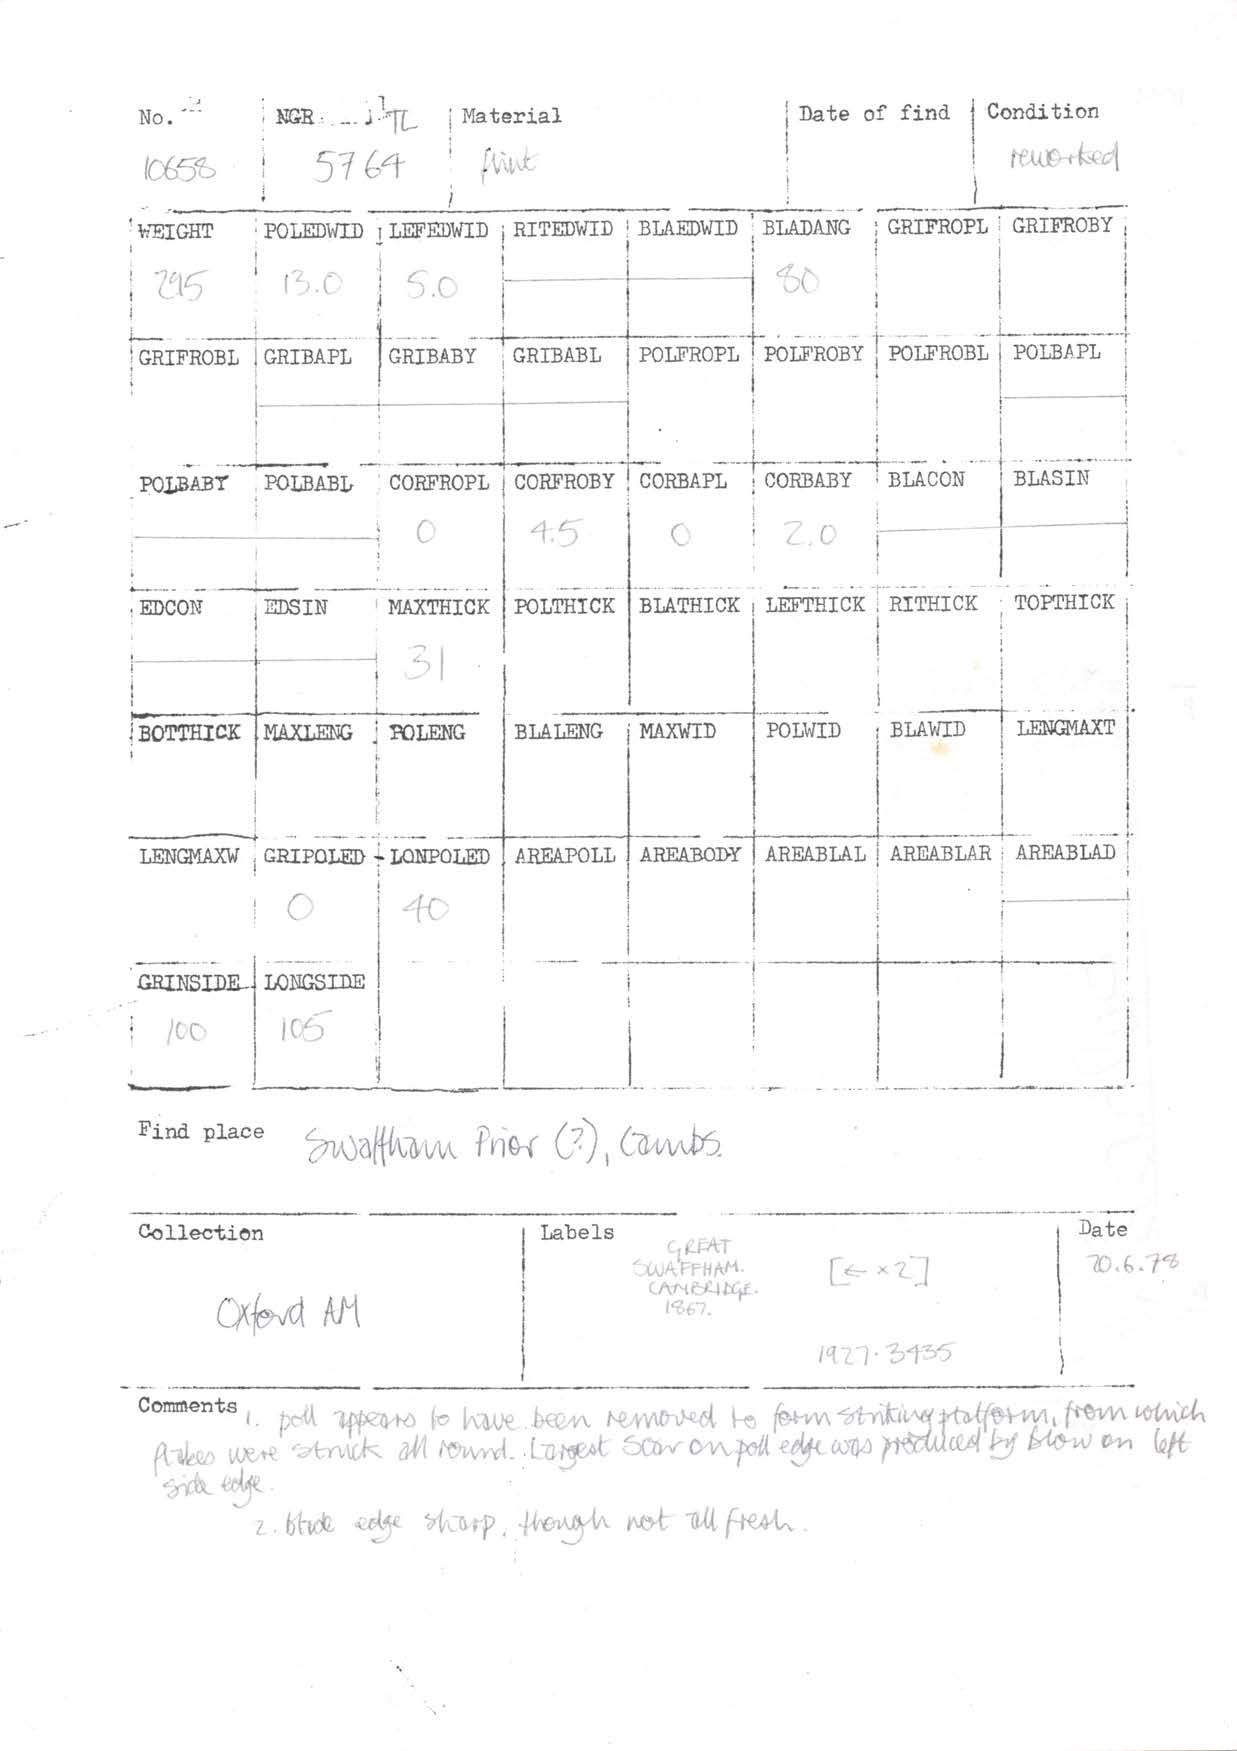 No. NGR TL Material Date of find Condition
10658 5764 flint reworked
WEIGHT POLEDWID LEFEDWID RITEDWID BLAEDWID BLADANG GRIFROPL GRIFROBY
295 13.0 5.0 80
GRIFROBL GRIBAPL GRIBABY GRIBABL POLFROPL POLFROBY POLFROBL POLBAPL
POLBABY POLBABL CORFROPL CORFROBY CORBAPL CORBABY BLACON BLASIN
0 4.5 0 2.0
EDCON EDSIN MAXTHICK POLTHICK BLATHICK LEFTHICK RITHICK TOPTHICK
31
BOTTHICK MAXLENG POLENG BLALENG MAXWID POLWID BLAWID LENGMAXT
LENGMAXW GRIPOLED LONPOLED AREAPOLL AREABODY AREABLAL AREABLAR AREABLAD
0 40
GRINSIDE LONGSIDE
100 105
Find place Swaffham Prior (?), Cambs.
Collection Labels Date
Oxford AM
GREAT
SWAFFHAM.
CAMBRIDGE.
1867.
[← × 2]
1927.3435
20.6.78
Comments 1. poll appears to have been removed to form striking platform, from which
flakes were struck all round. Largest scar on poll edge was produced by blow on left
side edge.
2. blade edge sharp, though not all fresh.